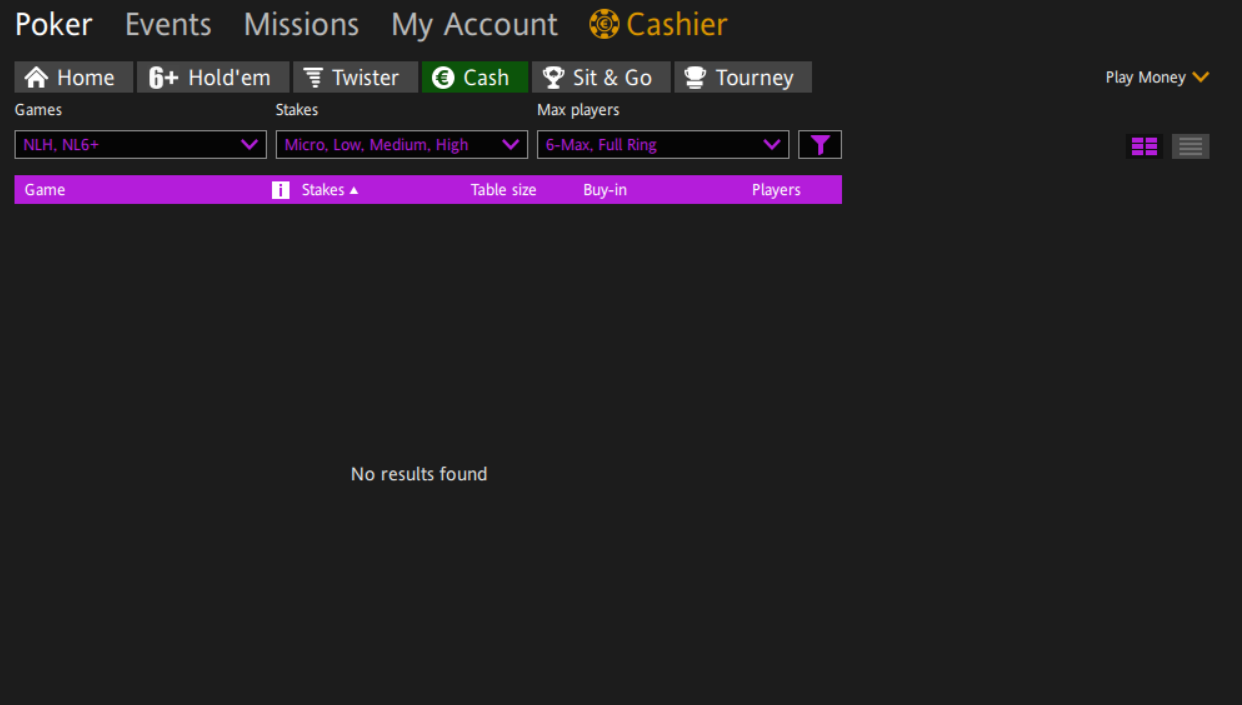 Poker Events Missions My Account Cashier
Home 6+ Hold'em Twister € Cash Sit & Go Tourney Play Money
Games Stakes Max players
NLH, NL6+ Micro, Low, Medium, High 6-Max, Full Ring
Game i Stakes ▲ Table size Buy-in Players
No results found